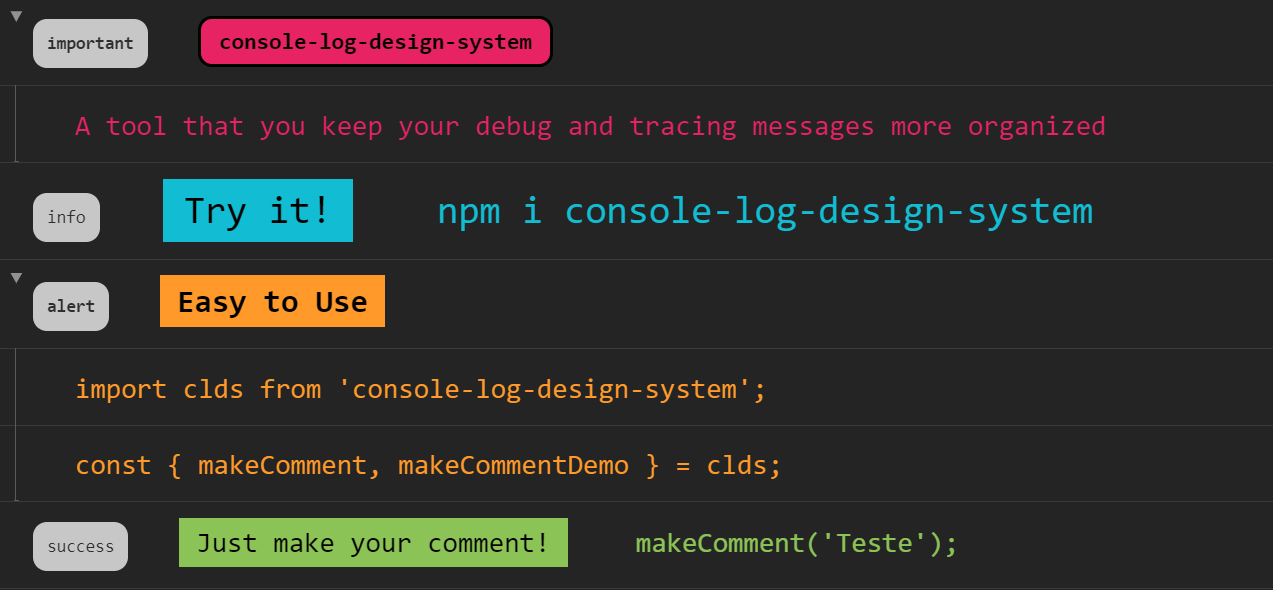 important console-log-design-system
A tool that you keep your debug and tracing messages more organized
info Try it! npm i console-log-design-system
alert Easy to Use
import clds from 'console-log-design-system';
const { makeComment, makeCommentDemo } = clds;
success Just make your comment! makeComment('Teste');